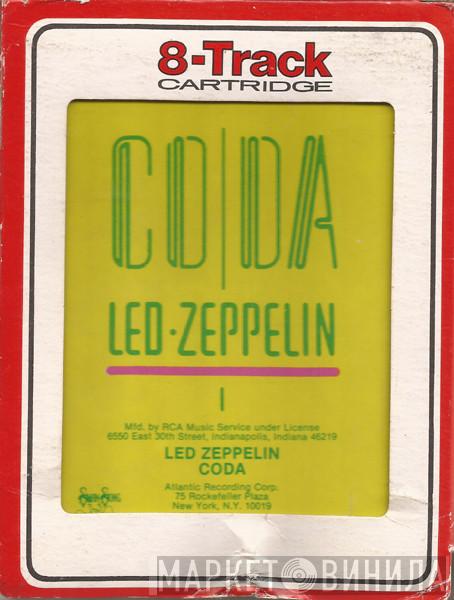 8-Track
CARTRIDGE
CODA
LED·ZEPPELIN
I
Mfd. by RCA Music Service under License
6550 East 30th Street, Indianapolis, Indiana 46219
LED ZEPPELIN
CODA
Swan Song
Atlantic Recording Corp.
75 Rockefeller Plaza
New York, N.Y. 10019
МАРКЕТ ВИНИЛА